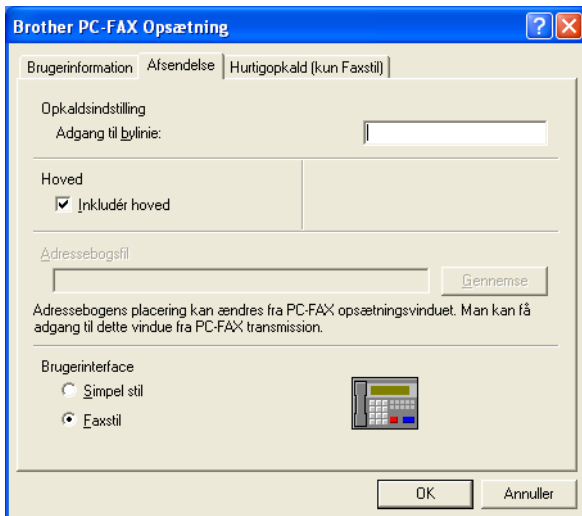 Brother PC-FAX Opsætning
Brugerinformation Afsendelse Hurtigopkald (kun Faxstil)
Opkaldsindstilling
Adgang til bylinie:
Hoved
Inkludér hoved
Adressebogsfil
Gennemse
Adressebogens placering kan ændres fra PC-FAX opsætningsvinduet. Man kan få
adgang til dette vindue fra PC-FAX transmission.
Brugerinterface
Simpel stil
Faxstil
OK Annuller